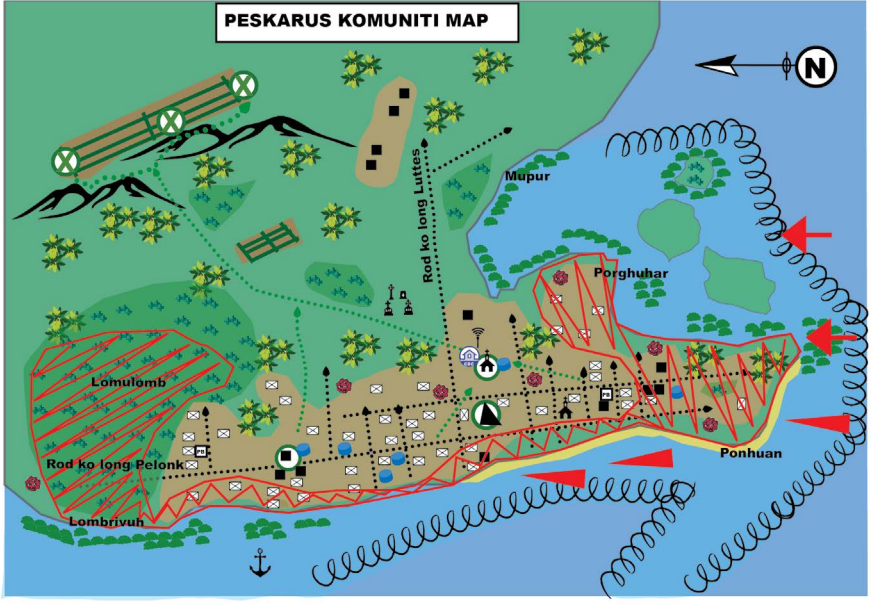 PESKARUS KOMUNITI MAP
N
Rod ko long Luttes
Mupur
Porghuhar
Lomulomb
PB
PB
Rod ko long Pelonk
Ponhuan
Lombrivuh